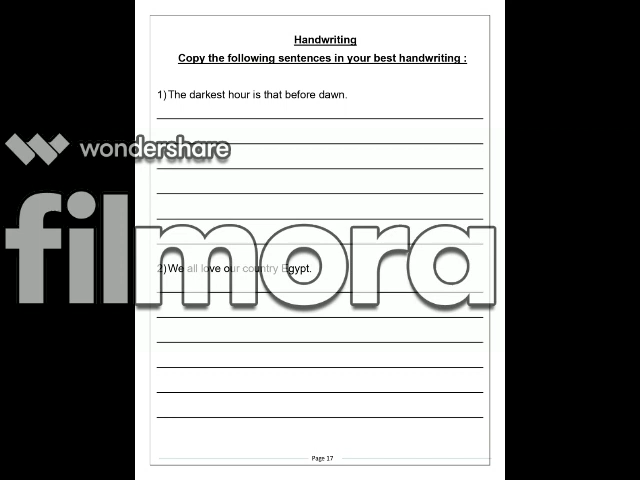 Handwriting
Copy the following sentences in your best handwriting :
1) The darkest hour is that before dawn.
wondershare
filmora
2) We all love our country Egypt.
Page 17